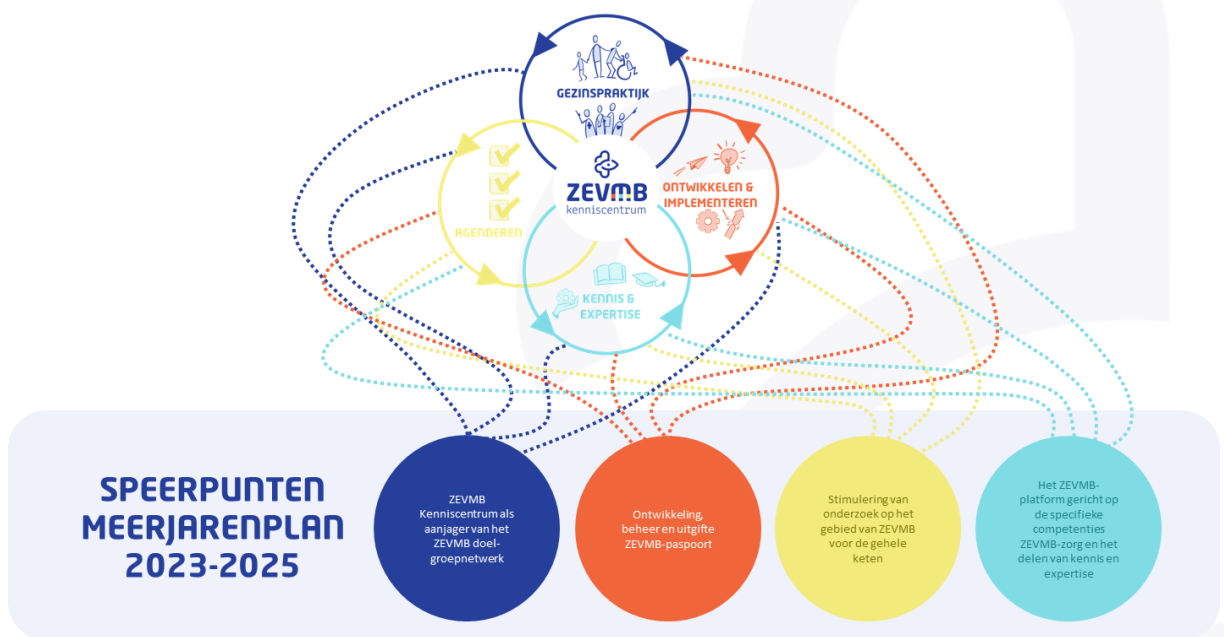 GEZINSPRAKTIJK
ZEVMB
kenniscentrum
ONTWIKKELEN &
IMPLEMENTEREN
AGENDEREN
KENNIS &
EXPERTISE
SPEERPUNTEN
MEERJARENPLAN
2023-2025
ZEVMB
Kenniscentrum als
aanjager van het
ZEVMB doel-
groepnetwerk
Ontwikkeling,
beheer en uitgifte
ZEVMB-paspoort
Stimulering van
onderzoek op het
gebied van ZEVMB
voor de gehele
keten
Het ZEVMB-
platform gericht op
de specifieke
competenties
ZEVMB-zorg en het
delen van kennis en
expertise